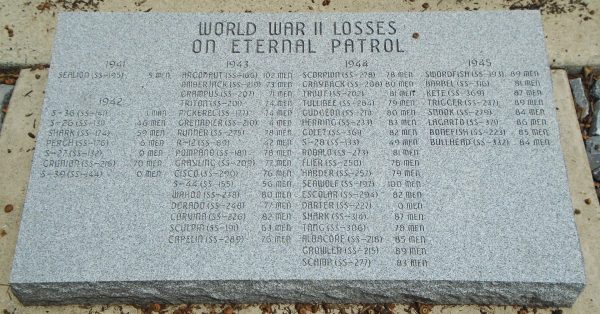 WORLD WAR II LOSSES
ON ETERNAL PATROL
1941
SEALION (SS-195) 5 MEN
1942
S-36 (SS-141) 1 MAN
S-26 (SS-131) 46 MEN
SHARK (SS-174) 59 MEN
PERCH (SS-176) 6 MEN
S-27 (SS-132) 0 MEN
GRUNION (SS-216) 70 MEN
S-39 (SS-144) 0 MEN
1943
ARGONAUT (SS-166) 102 MEN
AMBERJACK (SS-219) 73 MEN
GRAMPUS (SS-207) 71 MEN
TRITON (SS-201) 74 MEN
PICKEREL (SS-177) 74 MEN
GRENADIER (SS-210) 4 MEN
RUNNER (SS-275) 78 MEN
R-12 (SS-89) 42 MEN
POMPANO (SS-181) 76 MEN
GRAYLING (SS-209) 77 MEN
CISCO (SS-290) 76 MEN
S-44 (SS-155) 56 MEN
WAHOO (SS-238) 80 MEN
DORADO (SS-248) 77 MEN
CORVINA (SS-226) 82 MEN
SCULPIN (SS-191) 63 MEN
CAPELIN (SS-289) 76 MEN
1944
SCORPION (SS-278) 78 MEN
GRAYBACK (SS-208) 80 MEN
TROUT (SS-202) 81 MEN
TULLIBEE (SS-284) 79 MEN
GUDGEON (SS-211) 80 MEN
HERRING (SS-233) 83 MEN
GOLET (SS-361) 82 MEN
S-28 (SS-133) 49 MEN
ROBALO (SS-273) 81 MEN
FLIER (SS-250) 78 MEN
HARDER (SS-257) 79 MEN
SEAWOLF (SS-197) 100 MEN
ESCOLAR (SS-294) 82 MEN
DARTER (SS-227) 0 MEN
SHARK (SS-314) 87 MEN
TANG (SS-306) 78 MEN
ALBACORE (SS-218) 85 MEN
GROWLER (SS-215) 89 MEN
SCAMP (SS-277) 83 MEN
1945
SWORDFISH (SS-193) 89 MEN
BARBEL (SS-316) 81 MEN
KETE (SS-369) 87 MEN
TRIGGER (SS-237) 89 MEN
SNOOK (SS-279) 84 MEN
LAGARTO (SS-371) 86 MEN
BONEFISH (SS-223) 85 MEN
BULLHEAD (SS-332) 84 MEN